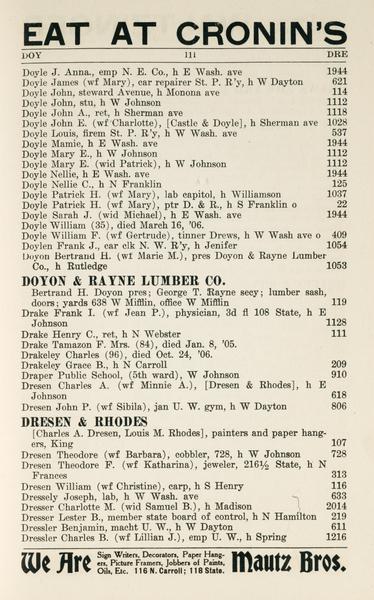 EAT AT CRONIN'S
DOY 111 DRE
Doyle J. Anna., emp N. E. Co., h E Wash. ave 1944
Doyle James (wf Mary), car repairer St. P. R'y, h W Dayton 621
Doyle John, steward Avenue, h Monona ave 114
Doyle John, stu, h W Johnson 1112
Doyle John A., ret, h Sherman ave 1118
Doyle John E. (wf Charlotte), [Castle & Doyle], h Sherman ave 1028
Doyle Louis, firem St. P. R'y, h W Wash. ave 537
Doyle Mamie, h E Wash. ave 1944
Doyle Mary E., h W Johnson 1112
Doyle Mary E. (wid Patrick), h W Johnson 1112
Doyle Nellie, h E Wash. ave 1944
Doyle Nellie C., h N Franklin 125
Doyle Patrick H. (wf Mary), lab capitol, h Williamson 1037
Doyle Patrick H. (wf Mary), ptr D. & R., h S Franklin o 22
Doyle Sarah J. (wid Michael), h E Wash. ave 1944
Doyle William (35), died March 16, '06.
Doyle William F. (wf Gertrude), tinner Drews, h W Wash ave o 409
Doylen Frank J., car clk N. W. R'y, h Jenifer 1054
Doyon Bertrand H. (wf Marie M.), pres Doyon & Rayne Lumber
Co., h Rutledge 1053
DOYON & RAYNE LUMBER CO.
Bertrand H. Doyon pres; George T. Rayne secy; lumber sash,
doors; yards 638 W Mifflin, office W Mifflin 119
Drake Frank I. (wf Jean P.), physician, 3d fl 108 State, h E
Johnson 1128
Drake Henry C., ret, h N Webster 111
Drake Tamazon F. Mrs. (84), died Jan. 8, '05.
Drakeley Charles (96), died Oct. 24, '06.
Drakeley Grace B., h N Carroll 209
Draper Public School, (5th ward), W Johnson 910
Dresen Charles A. (wf Minnie A.), [Dresen & Rhodes], h E
Johnson 618
Dresen John P. (wf Sibila), jan U. W. gym, h W Dayton 806
DRESEN & RHODES
[Charles A. Dresen, Louis M. Rhodes], painters and paper hang-
ers, King 107
Dresen Theodore (wf Barbara), cobbler, 728, h W Johnson 728
Dresen Theodore F. (wf Katharina), jeweler, 216½ State, h N
Frances 313
Dresen William (wf Christine), carp, h S Henry 116
Dressely Joseph, lab, h W Wash. ave 633
Dresser Charlotte M. (wid Samuel B.), h Madison 2014
Dresser Lester B., member state board of control, h N Hamilton 219
Dressler Benjamin, macht U. W., h W Dayton 611
Dressler Charles B. (wf Lillian J.), emp U. W., h Spring 1216
We Are Sign Writers, Decorators, Paper Hang-
ers, Picture Framers, Jobbers of Paints,
Oils, Etc. 116 N. Carroll; 118 State. Mautz Bros.